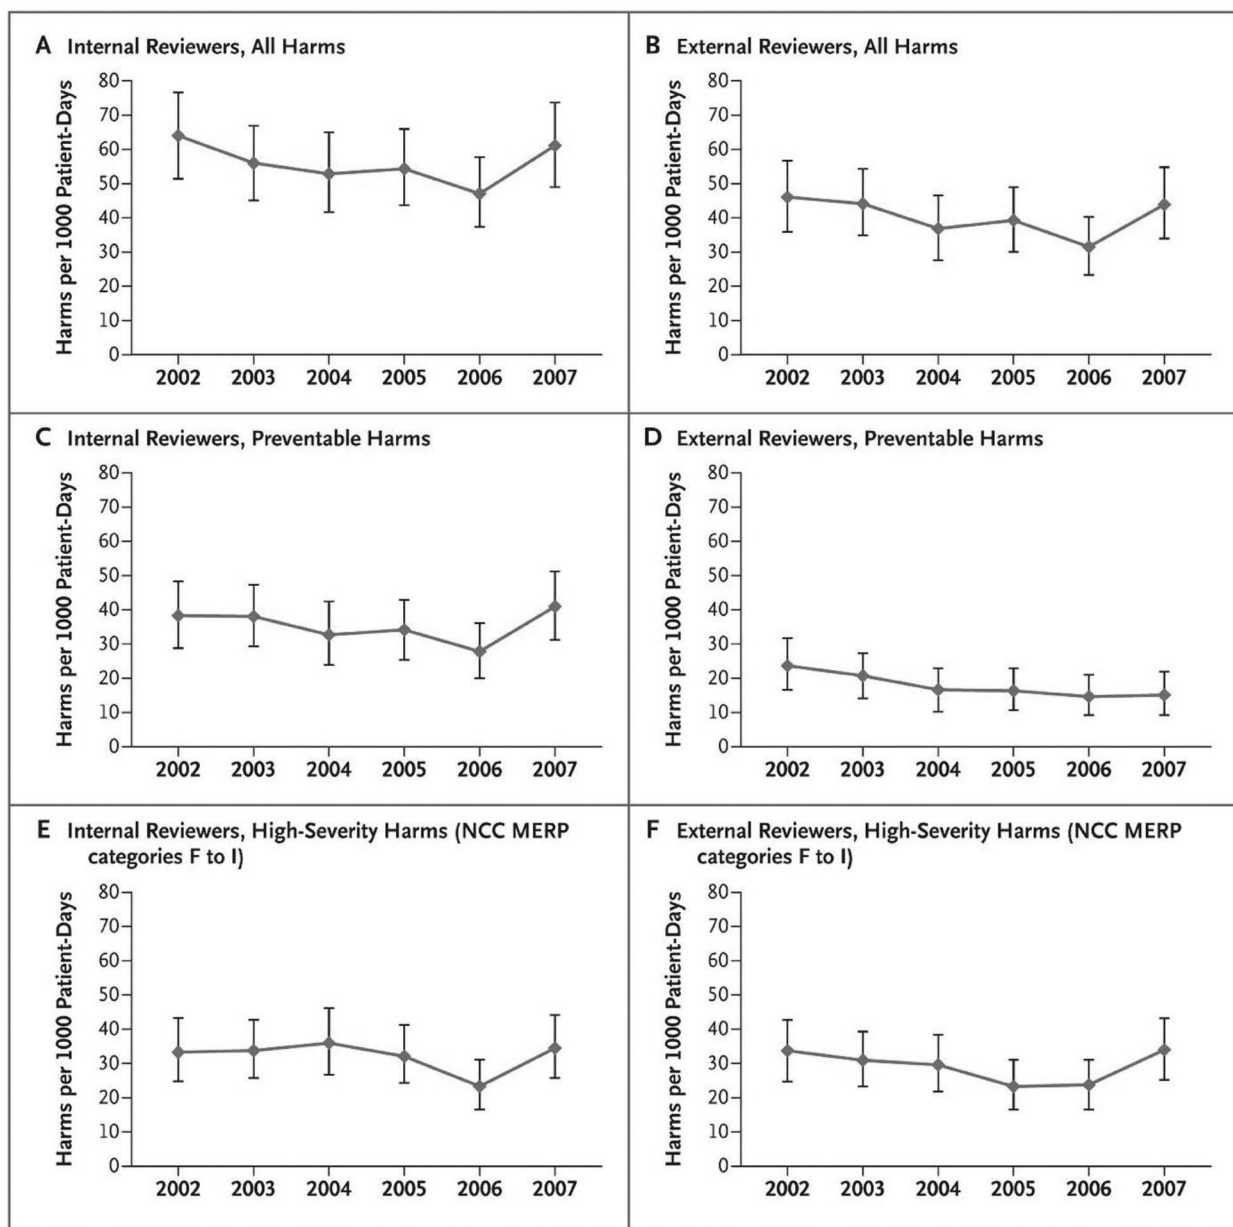 A Internal Reviewers, All Harms
Harms per 1000 Patient-Days
80
70
60
50
40
30
20
10
0
2002 2003 2004 2005 2006 2007
B External Reviewers, All Harms
Harms per 1000 Patient-Days
80
70
60
50
40
30
20
10
0
2002 2003 2004 2005 2006 2007
C Internal Reviewers, Preventable Harms
Harms per 1000 Patient-Days
80
70
60
50
40
30
20
10
0
2002 2003 2004 2005 2006 2007
D External Reviewers, Preventable Harms
Harms per 1000 Patient-Days
80
70
60
50
40
30
20
10
0
2002 2003 2004 2005 2006 2007
E Internal Reviewers, High-Severity Harms (NCC MERP
categories F to I)
Harms per 1000 Patient-Days
80
70
60
50
40
30
20
10
0
2002 2003 2004 2005 2006 2007
F External Reviewers, High-Severity Harms (NCC MERP
categories F to I)
Harms per 1000 Patient-Days
80
70
60
50
40
30
20
10
0
2002 2003 2004 2005 2006 2007